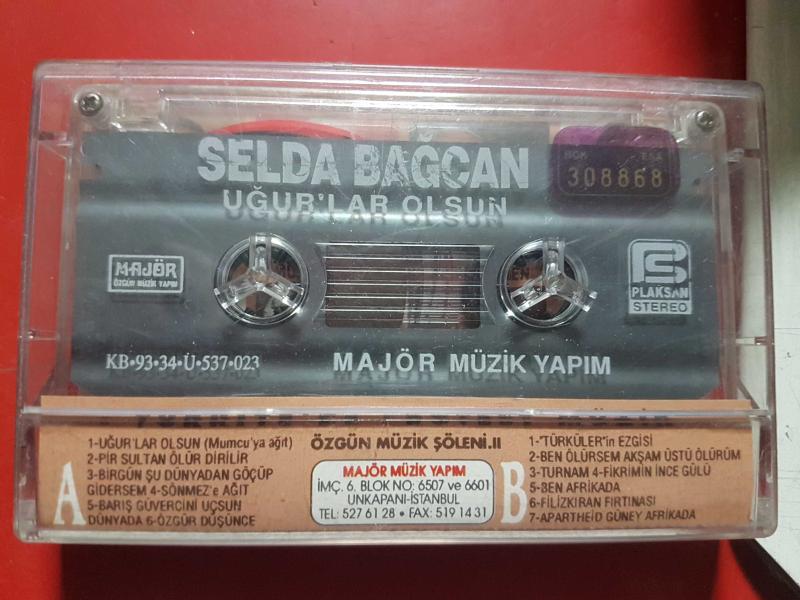 SELDA BAĞCAN
UĞUR'LAR OLSUN
308868
MAJÖR
ÖZGÜN MÜZİK YAPIM
PLAKSAN
STEREO
KB•93•34•Ü•537•023
MAJÖR MÜZİK YAPIM
A
1-UĞUR'LAR OLSUN (Mumcu'ya ağıt)
2-PİR SULTAN ÖLÜR DİRİLİR
3-BİRGÜN ŞU DÜNYADAN GÖÇÜP
GİDERSEM 4-SÖNMEZ'e AĞIT
5-BARIŞ GÜVERCİNİ UÇSUN
DÜNYADA 6-ÖZGÜR DÜŞÜNCE
ÖZGÜN MÜZİK ŞÖLENİ.II
MAJÖR MÜZİK YAPIM
İMÇ. 6. BLOK NO: 6507 ve 6601
UNKAPANI-İSTANBUL
TEL: 527 61 28 • FAX: 519 14 31
B
1-"TÜRKÜLER"in EZGİSİ
2-BEN ÖLÜRSEM AKŞAM ÜSTÜ ÖLÜRÜM
3-TURNAM 4-FİKRİMİN İNCE GÜLÜ
5-BEN AFRİKADA
6-FİLİZKIRAN FIRTINASI
7-APARTHEİD GÜNEY AFRİKADA